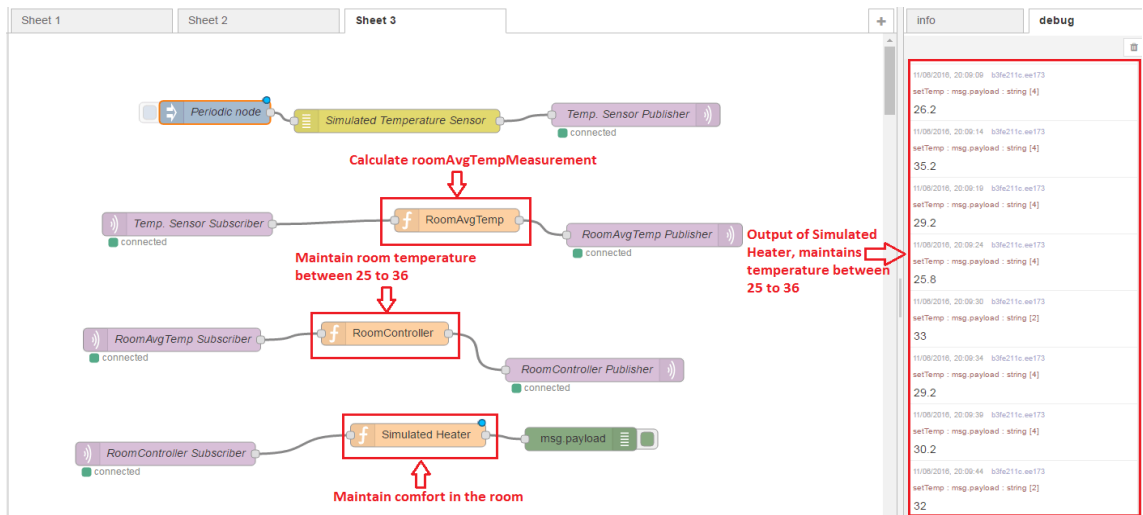 Sheet 1
Sheet 2
Sheet 3
+
info
debug
Periodic node
Simulated Temperature Sensor
Temp. Sensor Publisher
connected
Calculate roomAvgTempMeasurement
Temp. Sensor Subscriber
connected
f
RoomAvgTemp
RoomAvgTemp Publisher
connected
Output of Simulated
Heater, maintains
temperature between
25 to 36
Maintain room temperature
between 25 to 36
RoomAvgTemp Subscriber
connected
f
RoomController
RoomController Publisher
connected
RoomController Subscriber
connected
f
Simulated Heater
msg.payload
Maintain comfort in the room
11/06/2016, 20:09:09 b3fe211c.ee173
setTemp : msg.payload : string [4]
26.2
11/06/2016, 20:09:14 b3fe211c.ee173
setTemp : msg.payload : string [4]
35.2
11/06/2016, 20:09:19 b3fe211c.ee173
setTemp : msg.payload : string [4]
29.2
11/06/2016, 20:09:24 b3fe211c.ee173
setTemp : msg.payload : string [4]
25.8
11/06/2016, 20:09:30 b3fe211c.ee173
setTemp : msg.payload : string [2]
33
11/06/2016, 20:09:34 b3fe211c.ee173
setTemp : msg.payload : string [4]
29.2
11/06/2016, 20:09:39 b3fe211c.ee173
setTemp : msg.payload : string [4]
30.2
11/06/2016, 20:09:44 b3fe211c.ee173
setTemp : msg.payload : string [2]
32